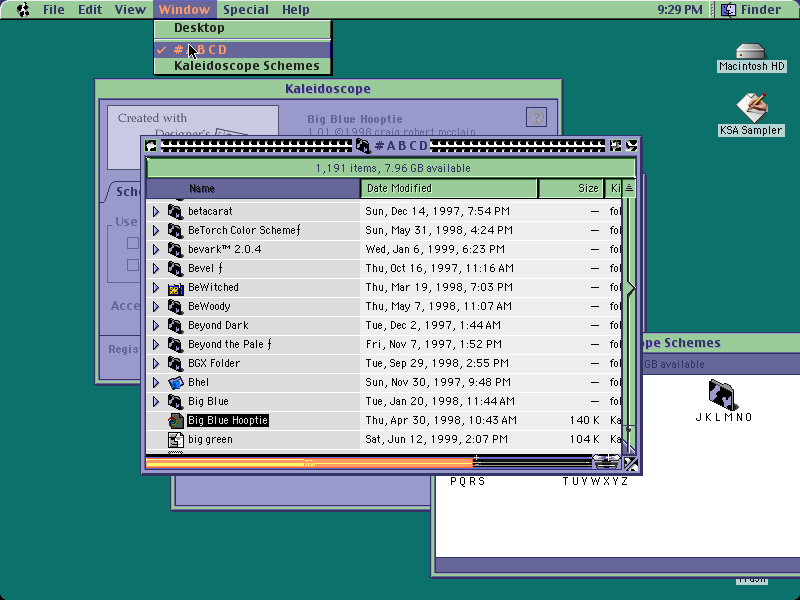 File Edit View Window Special Help 9:29 PM Finder
Desktop
✓ #ABCD
Kaleidoscope Schemes
Macintosh HD
KSA Sampler
Kaleidoscope
Created with
Designer's
Big Blue Hooptie
1.01 ©1998 craig robert mcclain
?
#ABCD
1,191 items, 7.96 GB available
Name Date Modified Size Ki
betacarat Sun, Dec 14, 1997, 7:54 PM — fol
BeTorch Color Schemeƒ Sun, May 31, 1998, 4:24 PM — fol
bevark™ 2.0.4 Wed, Jan 6, 1999, 6:23 PM — fol
Bevel ƒ Thu, Oct 16, 1997, 11:16 AM — fol
BeWitched Thu, Mar 19, 1998, 7:03 PM — fol
BeWoody Thu, May 7, 1998, 11:07 AM — fol
Beyond Dark Tue, Dec 2, 1997, 1:44 AM — fol
Beyond the Pale ƒ Fri, Nov 7, 1997, 1:52 PM — fol
BGX Folder Tue, Sep 29, 1998, 2:55 PM — fol
Bhel Sun, Nov 30, 1997, 9:48 PM — fol
Big Blue Tue, Jan 20, 1998, 11:44 AM — fol
Big Blue Hooptie Thu, Apr 30, 1998, 10:43 AM 140 K Ka
big green Sat, Jun 12, 1999, 2:07 PM 104 K Ka
Sche
Use
Acce
Regist
ope Schemes
GB available
JKLMNO
PQRS TUVWXYZ
Trash